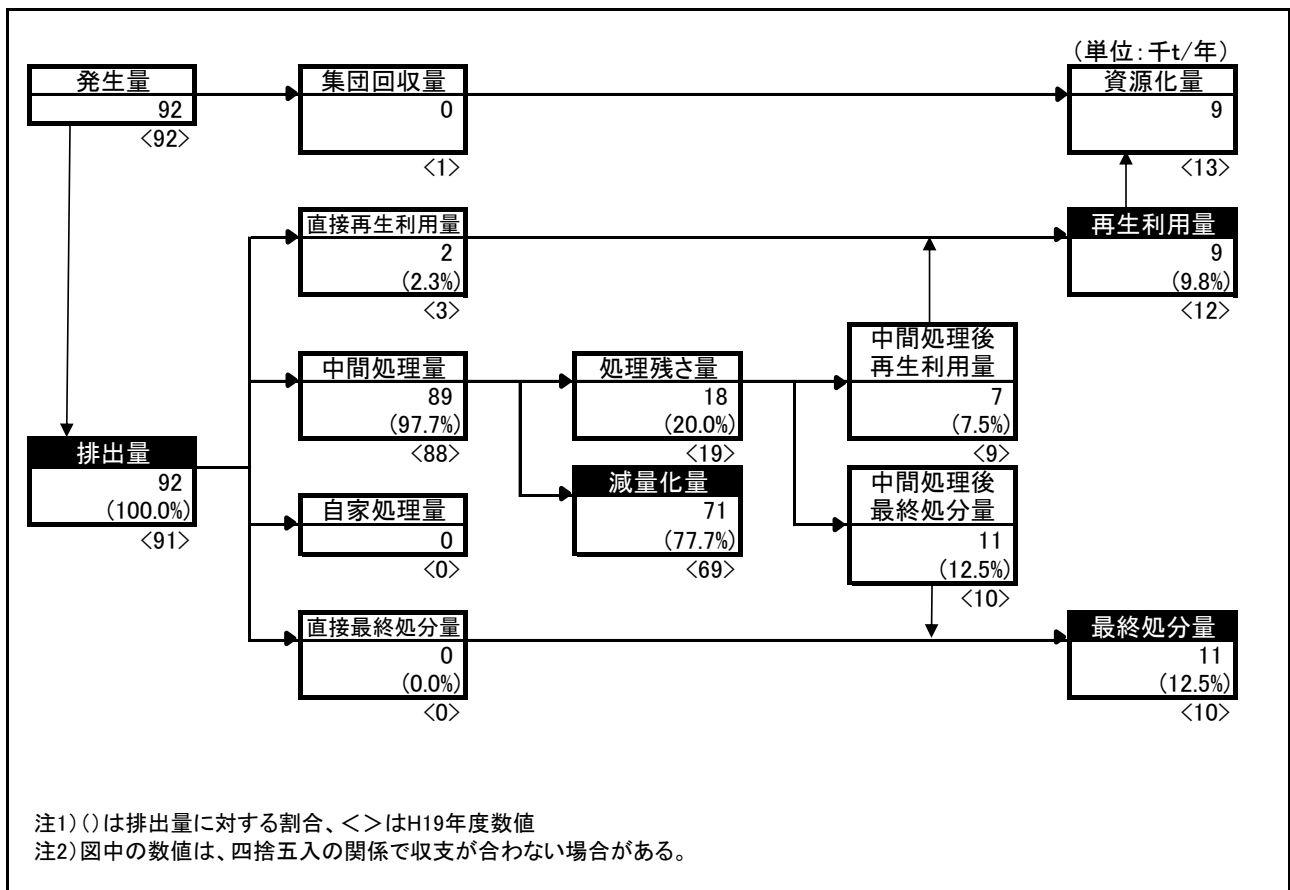 （単位：千t/年）
発生量
92
<92>
集団回収量
0
<1>
資源化量
9
<13>
直接再生利用量
2
(2.3%)
<3>
再生利用量
9
(9.8%)
<12>
中間処理量
89
(97.7%)
<88>
処理残さ量
18
(20.0%)
<19>
中間処理後
再生利用量
7
(7.5%)
<9>
排出量
92
(100.0%)
<91>
減量化量
71
(77.7%)
<69>
中間処理後
最終処分量
11
(12.5%)
<10>
自家処理量
0
<0>
直接最終処分量
0
(0.0%)
<0>
最終処分量
11
(12.5%)
<10>
注1)()は排出量に対する割合、<>はH19年度数値
注2)図中の数値は、四捨五入の関係で収支が合わない場合がある。